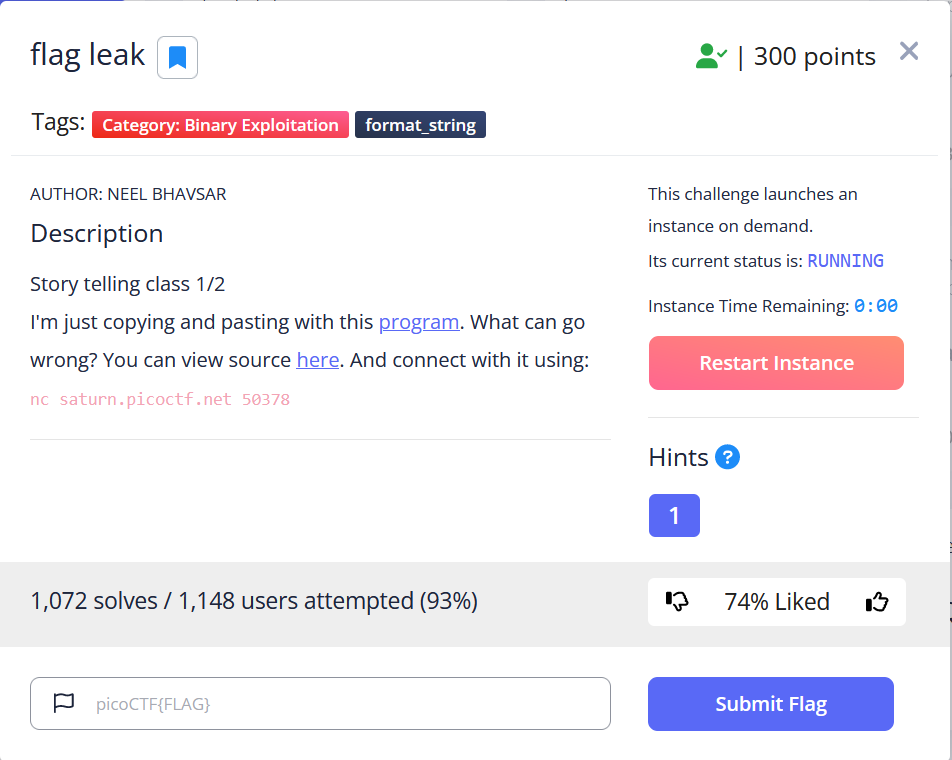 flag leak
| 300 points
Tags: Category: Binary Exploitation format_string
AUTHOR: NEEL BHAVSAR
Description
Story telling class 1/2
I'm just copying and pasting with this program. What can go
wrong? You can view source here. And connect with it using:
nc saturn.picoctf.net 50378
This challenge launches an
instance on demand.
Its current status is: RUNNING
Instance Time Remaining: 0:00
Restart Instance
Hints ?
1
1,072 solves / 1,148 users attempted (93%)
74% Liked
picoCTF{FLAG}
Submit Flag